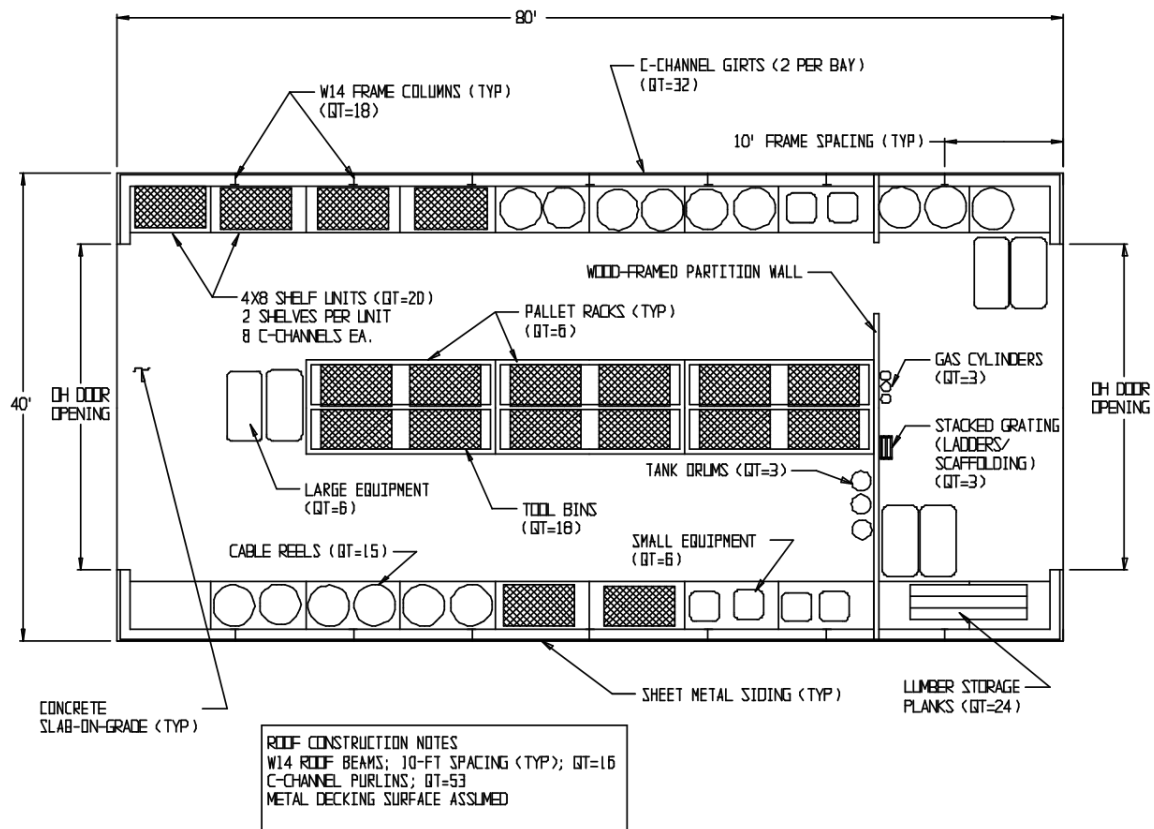 80'
C-CHANNEL GIRTS (2 PER BAY)
(QT=32)
W14 FRAME COLUMNS (TYP)
(QT=18)
10' FRAME SPACING (TYP)
WOOD-FRAMED PARTITION WALL
4X8 SHELF UNITS (QT=20)
2 SHELVES PER UNIT
8 C-CHANNELS EA.
PALLET RACKS (TYP)
(QT=6)
GAS CYLINDERS
(QT=3)
40'
OH DOOR
OPENING
OH DOOR
OPENING
STACKED GRATING
(LADDERS/
SCAFFOLDING)
(QT=3)
TANK DRUMS (QT=3)
LARGE EQUIPMENT
(QT=6)
TOOL BINS
(QT=18)
SMALL EQUIPMENT
(QT=6)
CABLE REELS (QT=15)
CONCRETE
SLAB-ON-GRADE (TYP)
SHEET METAL SIDING (TYP)
LUMBER STORAGE
PLANKS (QT=24)
ROOF CONSTRUCTION NOTES
W14 ROOF BEAMS; 10-FT SPACING (TYP); QT=16
C-CHANNEL PURLINS; QT=53
METAL DECKING SURFACE ASSUMED